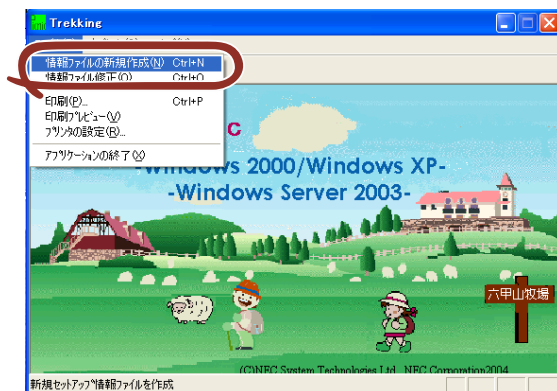 Trekking
情報ファイルの新規作成(N) Ctrl+N
情報ファイル修正(O) Ctrl+O
印刷(P)... Ctrl+P
印刷プレビュー(V)
プリンタの設定(R)...
アプリケーションの終了(X)
C
-Windows 2000/Windows XP-
-Windows Server 2003-
六甲山牧場
(C)NEC System Technologies Ltd. NEC Corporation2004
新規セットアップ情報ファイルを作成